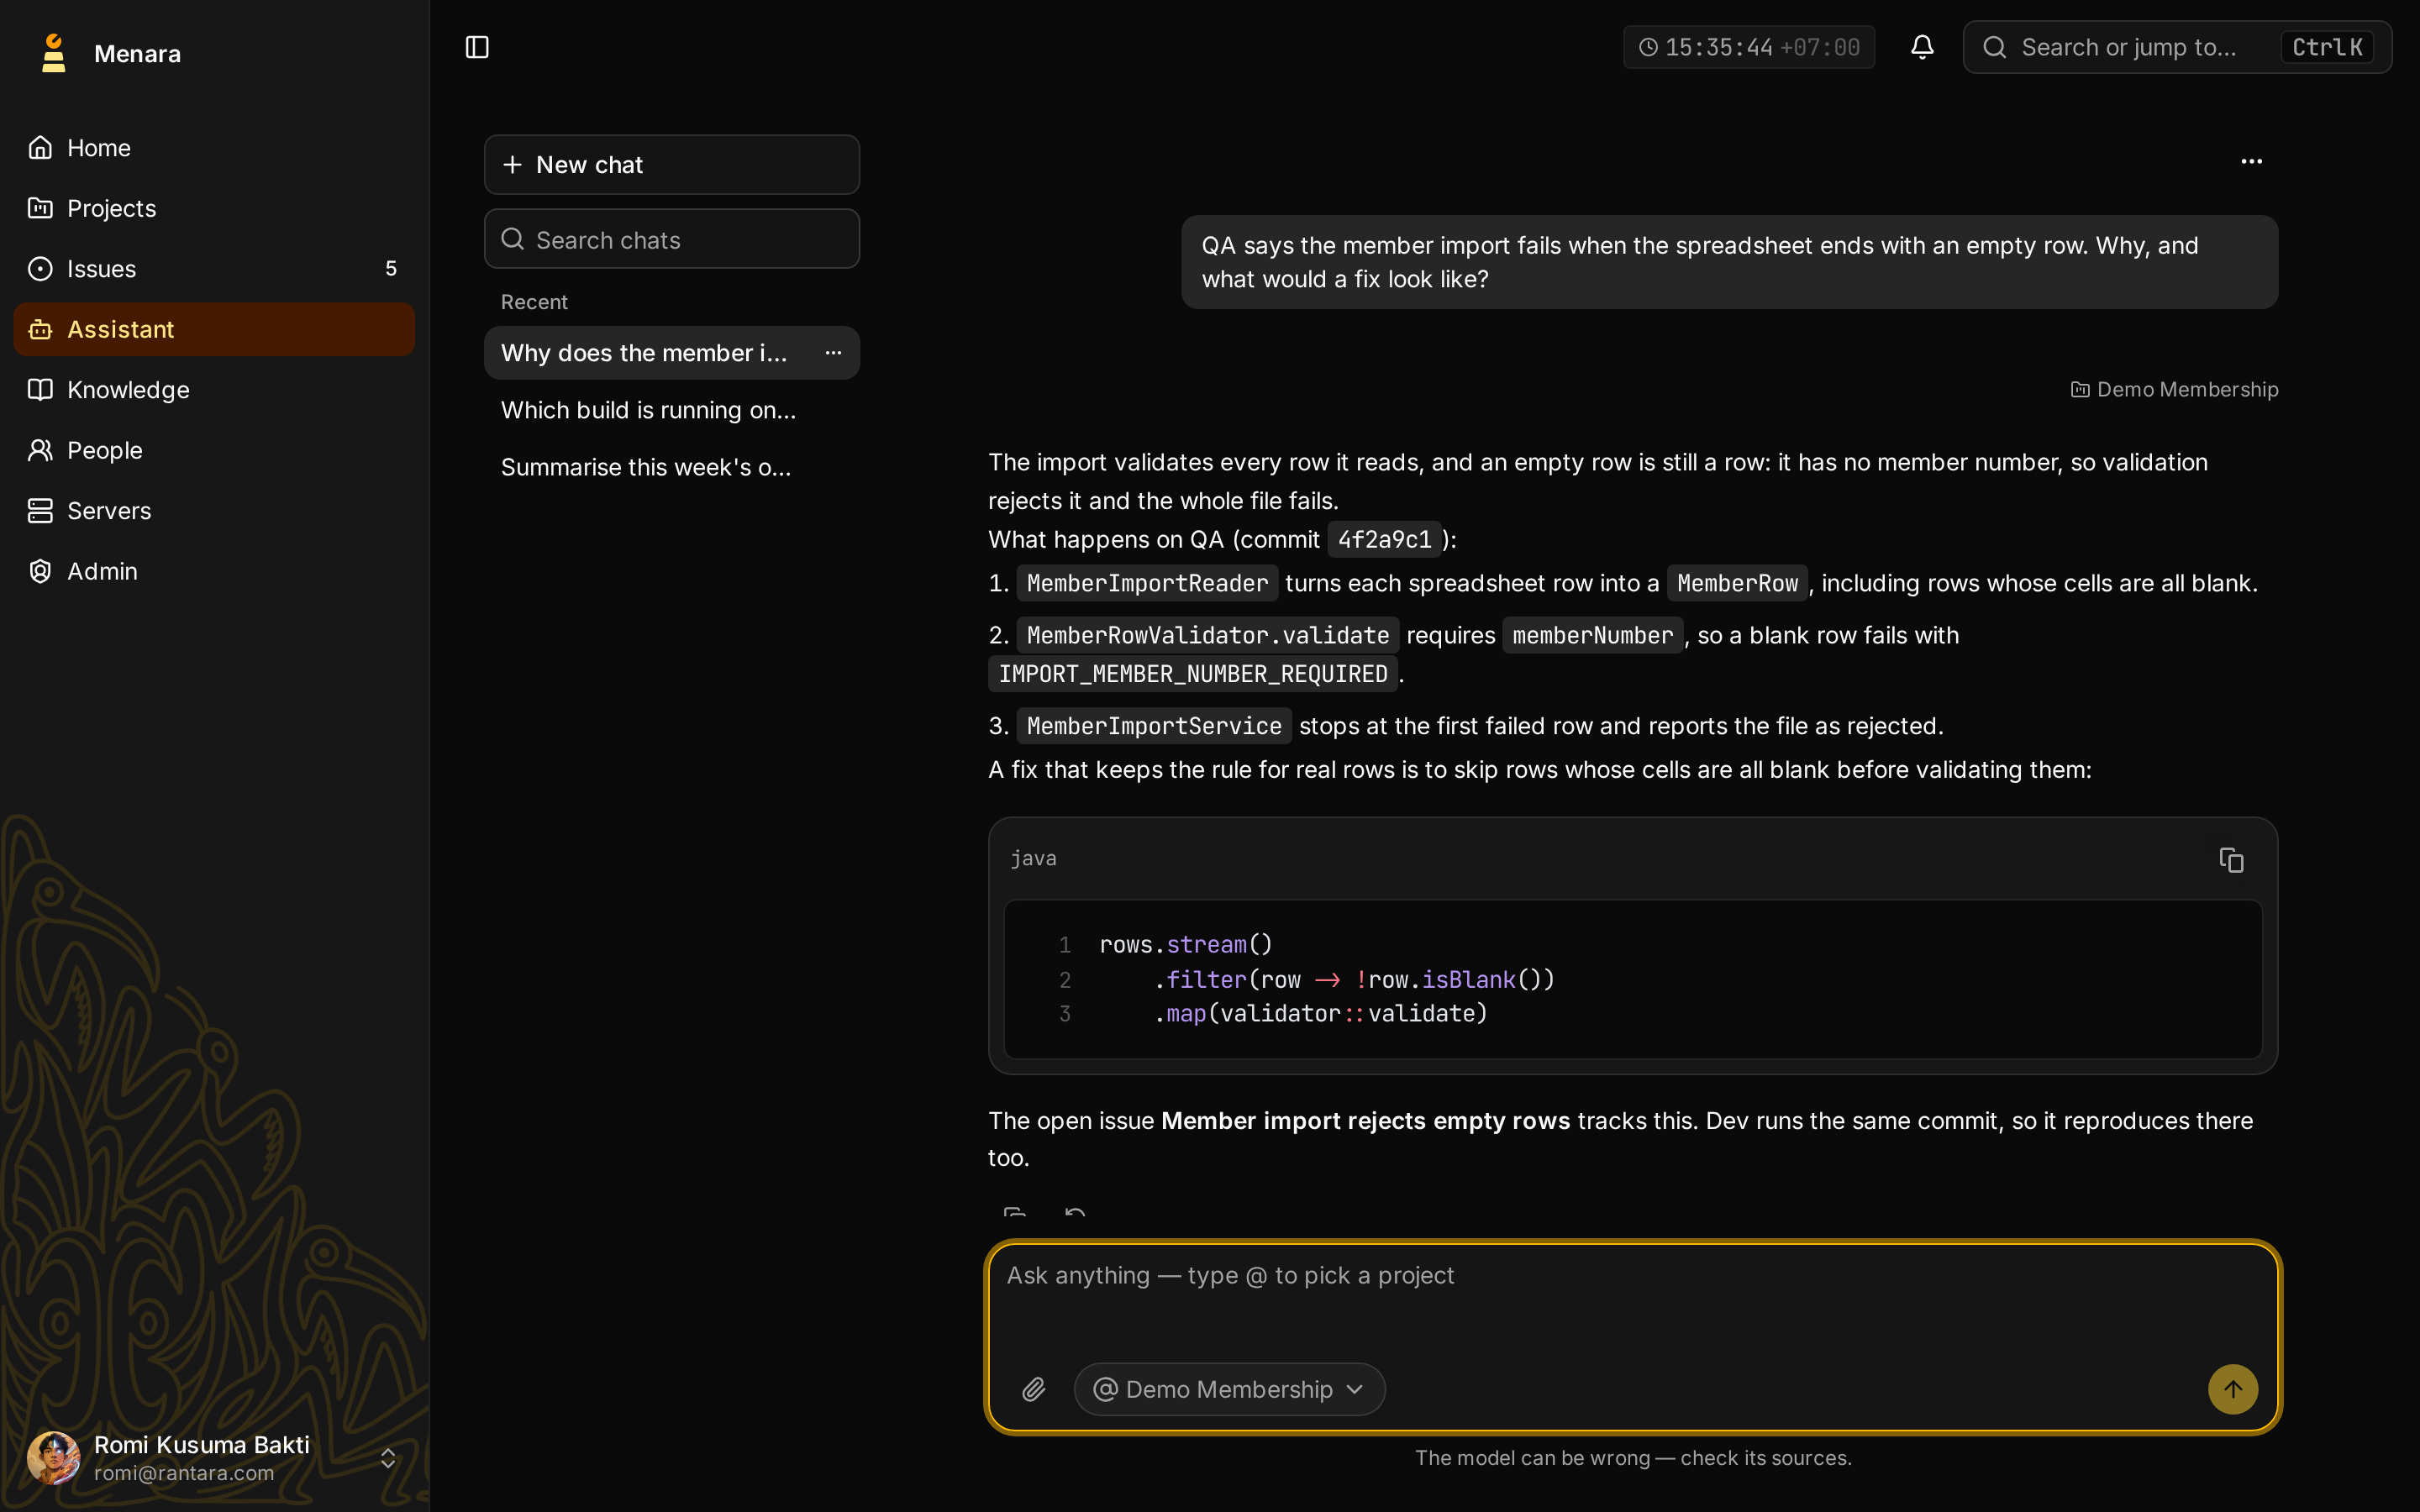 Menara
Home
Projects
Issues 5
Assistant
Knowledge
People
Servers
Admin
Romi Kusuma Bakti
romi@rantara.com
15:35:44 +07:00
Search or jump to...
Ctrl K
New chat
Search chats
Recent
Why does the member i...
Which build is running on...
Summarise this week's o...
QA says the member import fails when the spreadsheet ends with an empty row. Why, and
what would a fix look like?
Demo Membership
The import validates every row it reads, and an empty row is still a row: it has no member number, so validation
rejects it and the whole file fails.
What happens on QA (commit 4f2a9c1):
1. MemberImportReader turns each spreadsheet row into a MemberRow, including rows whose cells are all blank.
2. MemberRowValidator.validate requires memberNumber, so a blank row fails with
IMPORT_MEMBER_NUMBER_REQUIRED.
3. MemberImportService stops at the first failed row and reports the file as rejected.
A fix that keeps the rule for real rows is to skip rows whose cells are all blank before validating them:
java
1 rows.stream()
2 .filter(row -> !row.isBlank())
3 .map(validator::validate)
The open issue Member import rejects empty rows tracks this. Dev runs the same commit, so it reproduces there
too.
Ask anything — type @ to pick a project
@ Demo Membership
The model can be wrong — check its sources.